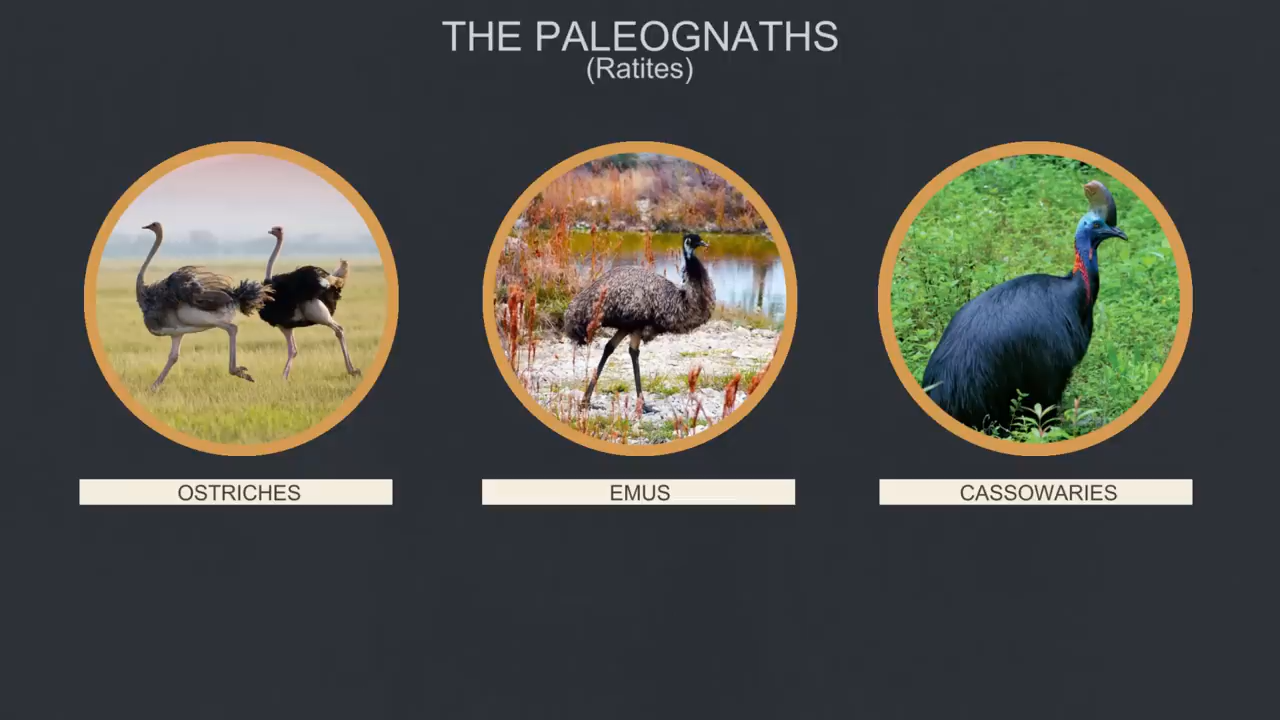 THE PALEOGNATHS
(Ratites)
OSTRICHES
EMUS
CASSOWARIES